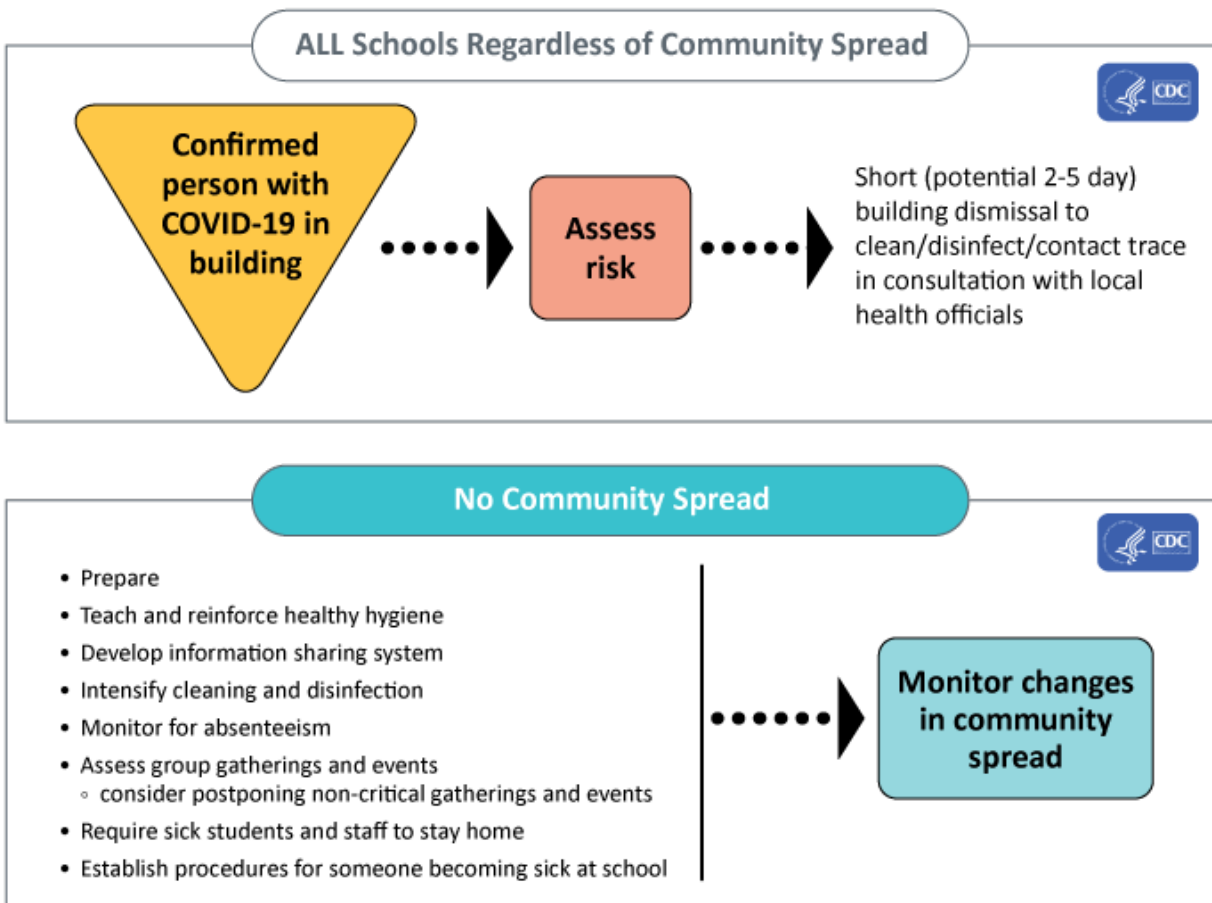 ALL Schools Regardless of Community Spread
CDC
Confirmed
person with
COVID-19 in
building
Assess
risk
Short (potential 2-5 day)
building dismissal to
clean/disinfect/contact trace
in consultation with local
health officials
No Community Spread
CDC
• Prepare
• Teach and reinforce healthy hygiene
• Develop information sharing system
• Intensify cleaning and disinfection
• Monitor for absenteeism
• Assess group gatherings and events
◦ consider postponing non-critical gatherings and events
• Require sick students and staff to stay home
• Establish procedures for someone becoming sick at school
Monitor changes
in community
spread